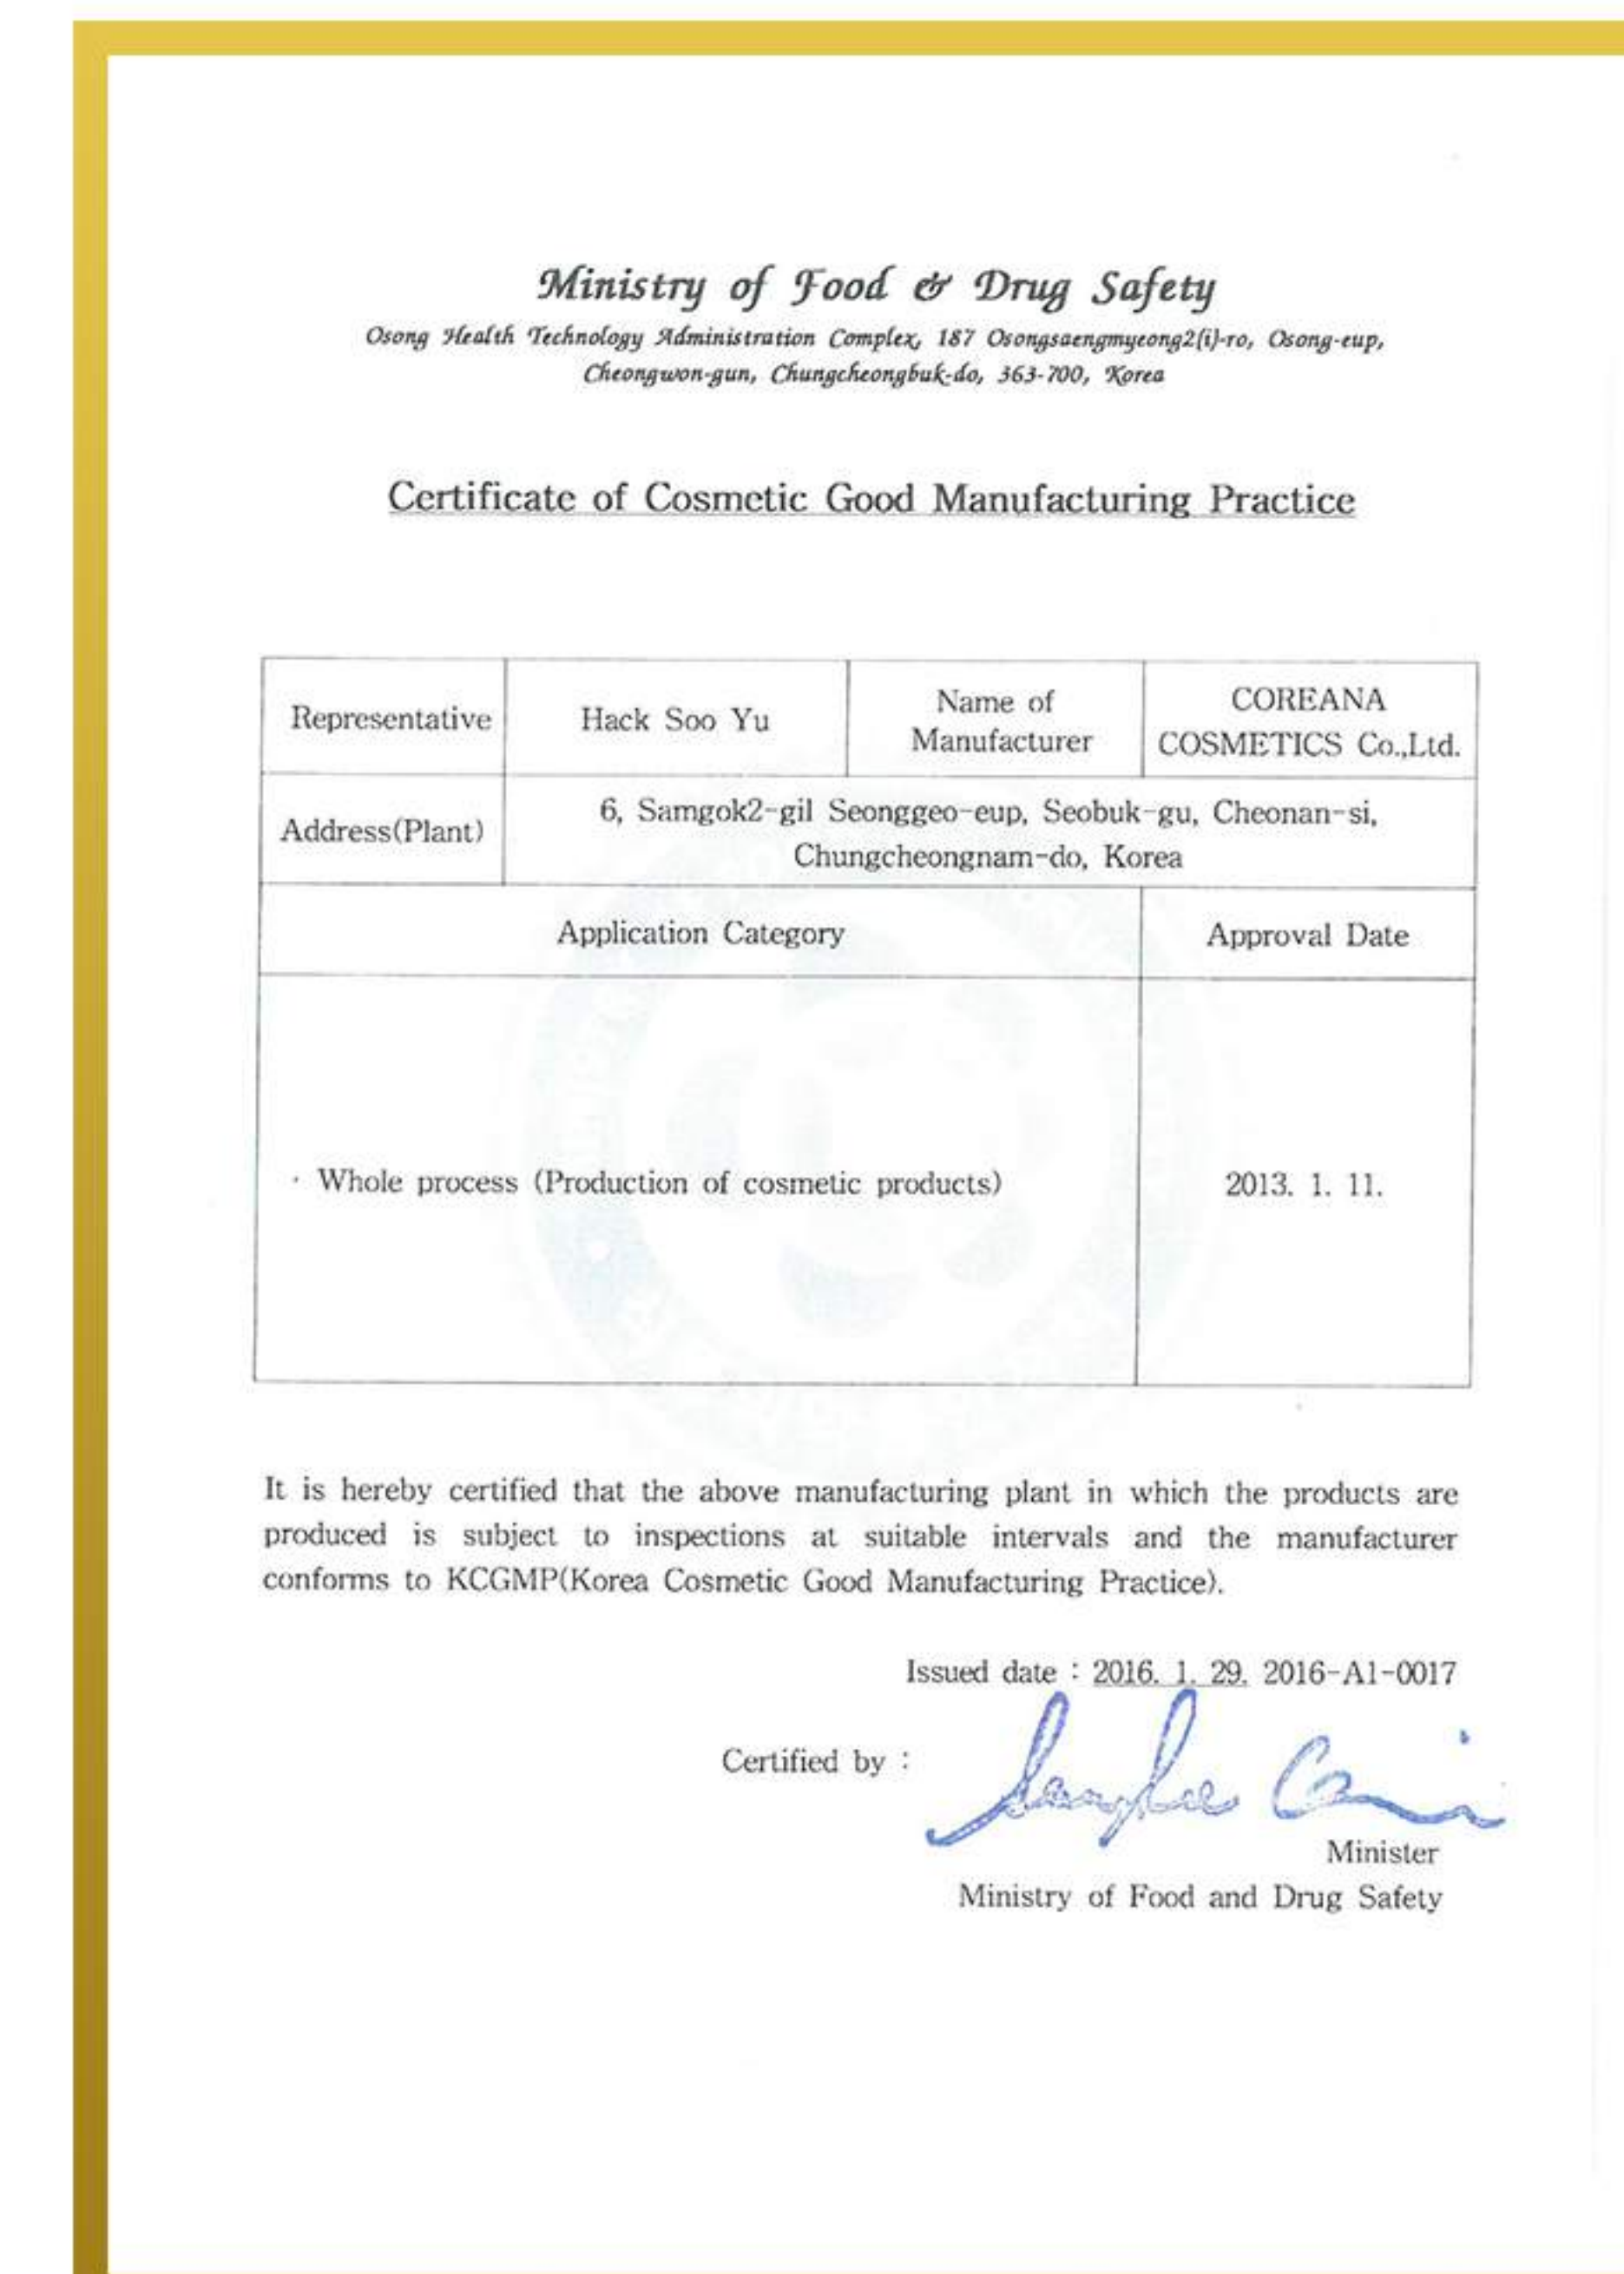 Ministry of Food & Drug Safety
Osong Health Technology Administration Complex, 187 Osongsaengmyeong2(i)-ro, Osong-eup,
Cheongwon-gun, Chungcheongbuk-do, 363-700, Korea
Certificate of Cosmetic Good Manufacturing Practice
Representative
Hack Soo Yu
Name of
Manufacturer
COREANA
COSMETICS Co.,Ltd.
Address(Plant)
6, Samgok2-gil Seonggeo-eup, Seobuk-gu, Cheonan-si,
Chungcheongnam-do, Korea
Application Category
Approval Date
· Whole process (Production of cosmetic products)
2013. 1. 11.
It is hereby certified that the above manufacturing plant in which the products are
produced is subject to inspections at suitable intervals and the manufacturer
conforms to KCGMP(Korea Cosmetic Good Manufacturing Practice).
Issued date : 2016. 1. 29. 2016-A1-0017
Certified by :
Minister
Ministry of Food and Drug Safety